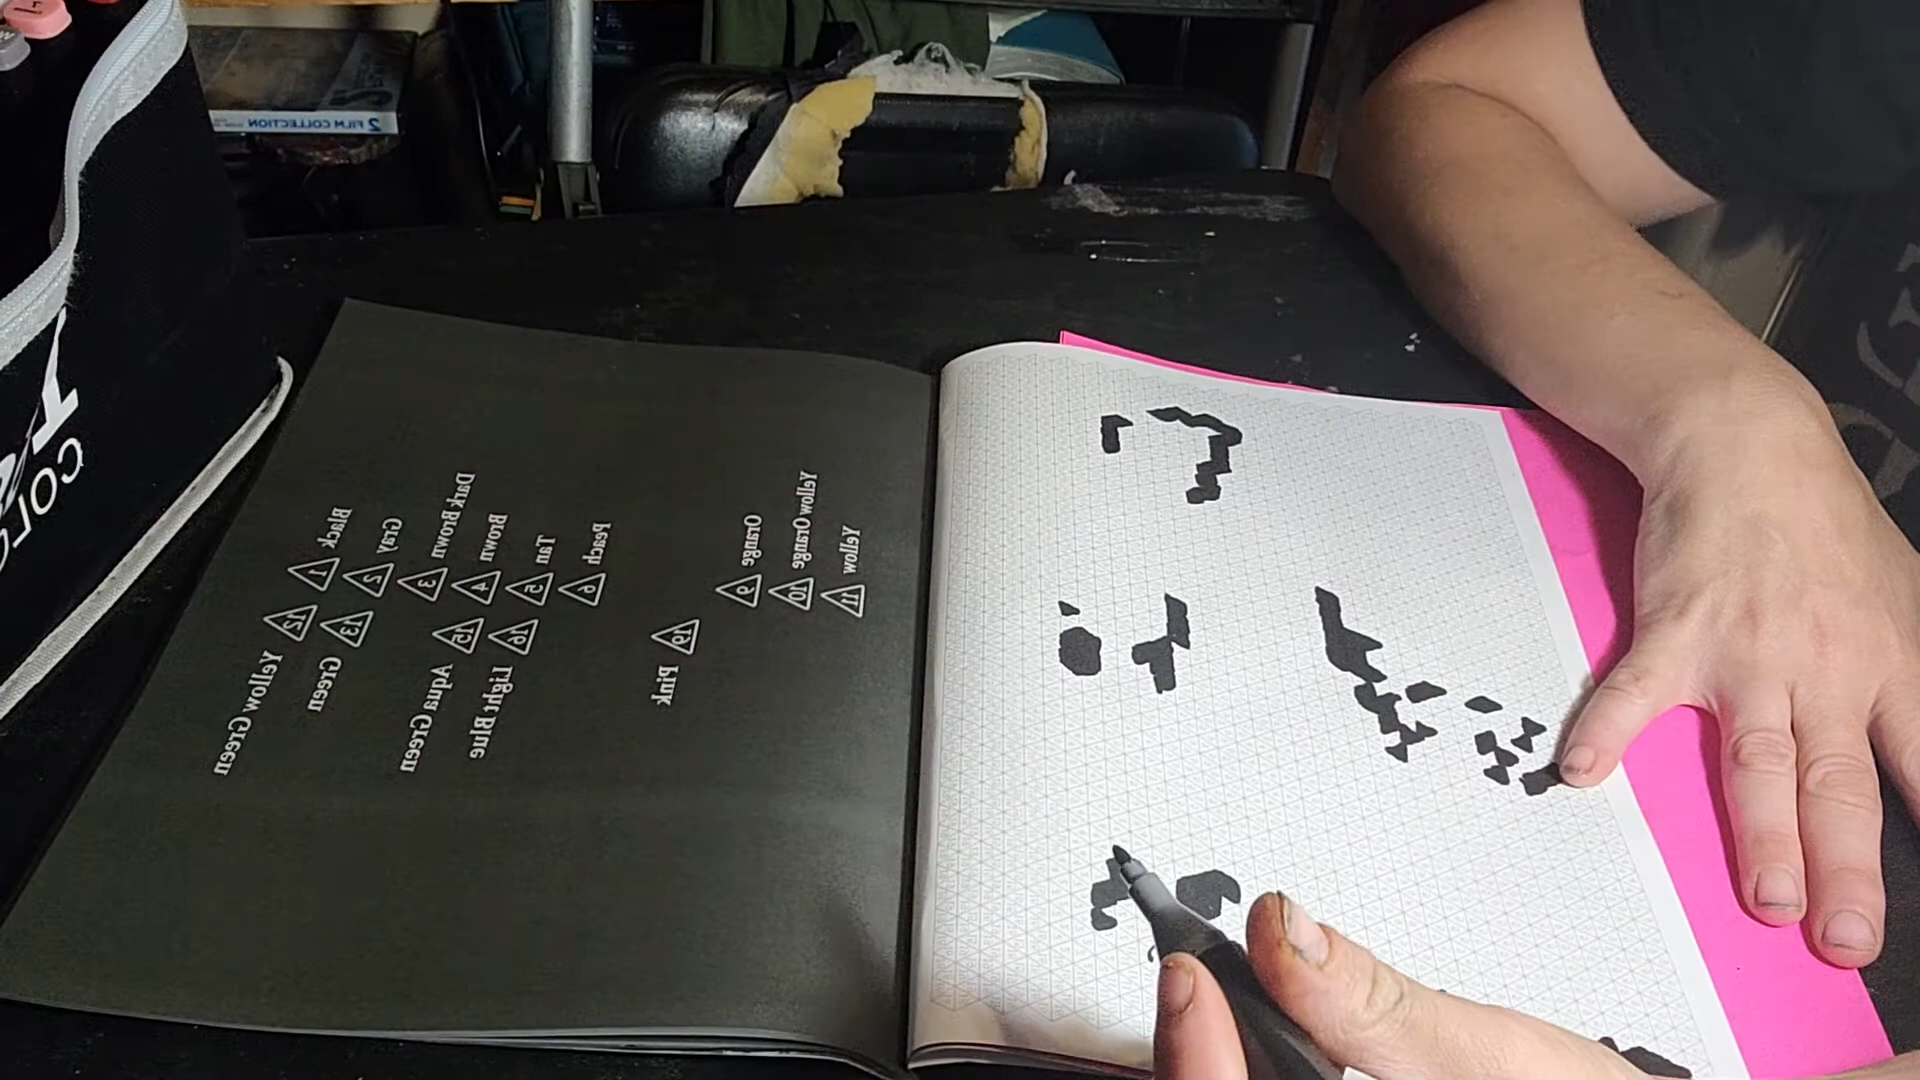 2 FILM COLLECTION
COLO
Black 1
Gray 2
Dark Brown 3
Brown 4
Tan 5
Peach 6
Orange 9
Yellow Orange 10
Yellow 11
12 Yellow Green
13 Green
15 Aqua Green
16 Light Blue
19 Pink